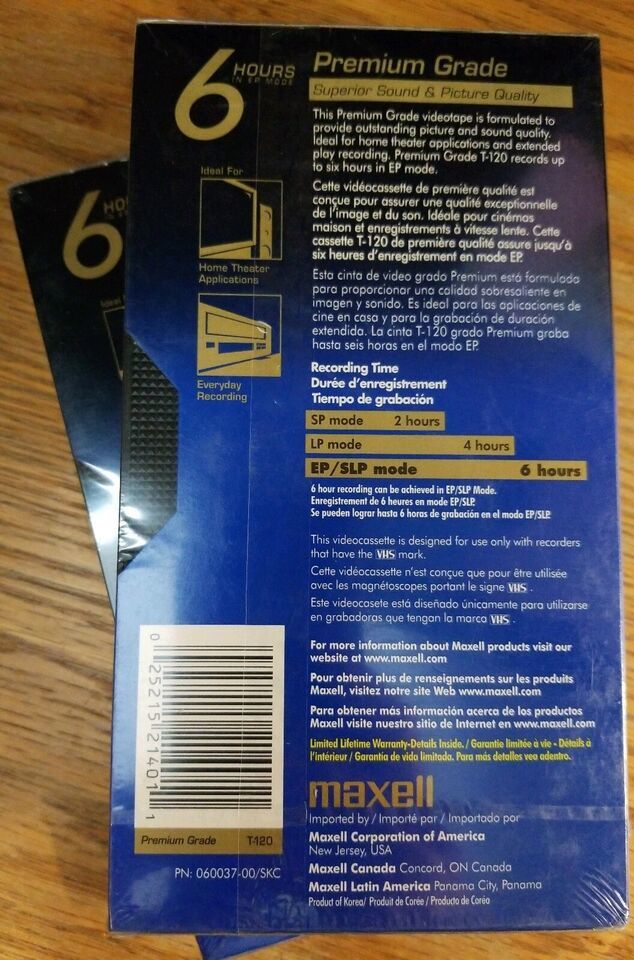 6 HOURS
IN EP MODE
Premium Grade
Superior Sound & Picture Quality
This Premium Grade videotape is formulated to
provide outstanding picture and sound quality.
Ideal for home theater applications and extended
play recording. Premium Grade T-120 records up
to six hours in EP mode.
Cette vidéocassette de première qualité est
conçue pour assurer une qualité exceptionnelle
de l'image et du son. Idéale pour cinémas
maison et enregistrements à vitesse lente. Cette
cassette T-120 de première qualité assure jusqu'à
six heures d'enregistrement en mode EP.
Esta cinta de video grado Premium está formulada
para proporcionar una calidad sobresaliente en
imagen y sonido. Es ideal para las aplicaciones de
cine en casa y para la grabación de duración
extendida. La cinta T-120 grado Premium graba
hasta seis horas en el modo EP.
Ideal For
Home Theater
Applications
Everyday
Recording
Recording Time
Durée d'enregistrement
Tiempo de grabación
SP mode 2 hours
LP mode 4 hours
EP/SLP mode 6 hours
6 hour recording can be achieved in EP/SLP Mode.
Enregistrement de 6 heures en mode EP/SLP.
Se pueden lograr hasta 6 horas de grabación en el modo EP/SLP.
This videocassette is designed for use only with recorders
that have the VHS mark.
Cette vidéocassette n'est conçue que pour être utilisée
avec les magnétoscopes portant le signe VHS.
Este videocasete está diseñado únicamente para utilizarse
en grabadoras que tengan la marca VHS.
For more information about Maxell products visit our
website at www.maxell.com
Pour obtenir plus de renseignements sur les produits
Maxell, visitez notre site Web www.maxell.com
Para obtener más información acerca de los productos
Maxell visite nuestro sitio de Internet en www.maxell.com
Limited Lifetime Warranty-Details Inside. / Garantie limitée à vie - Détails à
l'intérieur / Garantía de vida limitada. Para más detalles vea adentro.
maxell
Imported by / Importé par / Importado por
Maxell Corporation of America
New Jersey, USA
Maxell Canada Concord, ON Canada
Maxell Latin America Panama City, Panama
Product of Korea/ Produit de Corée / Producto de Coréa
0 25215 21401 1
Premium Grade T-120
PN: 060037-00/SKC
6 HO
IN EP
Ideal